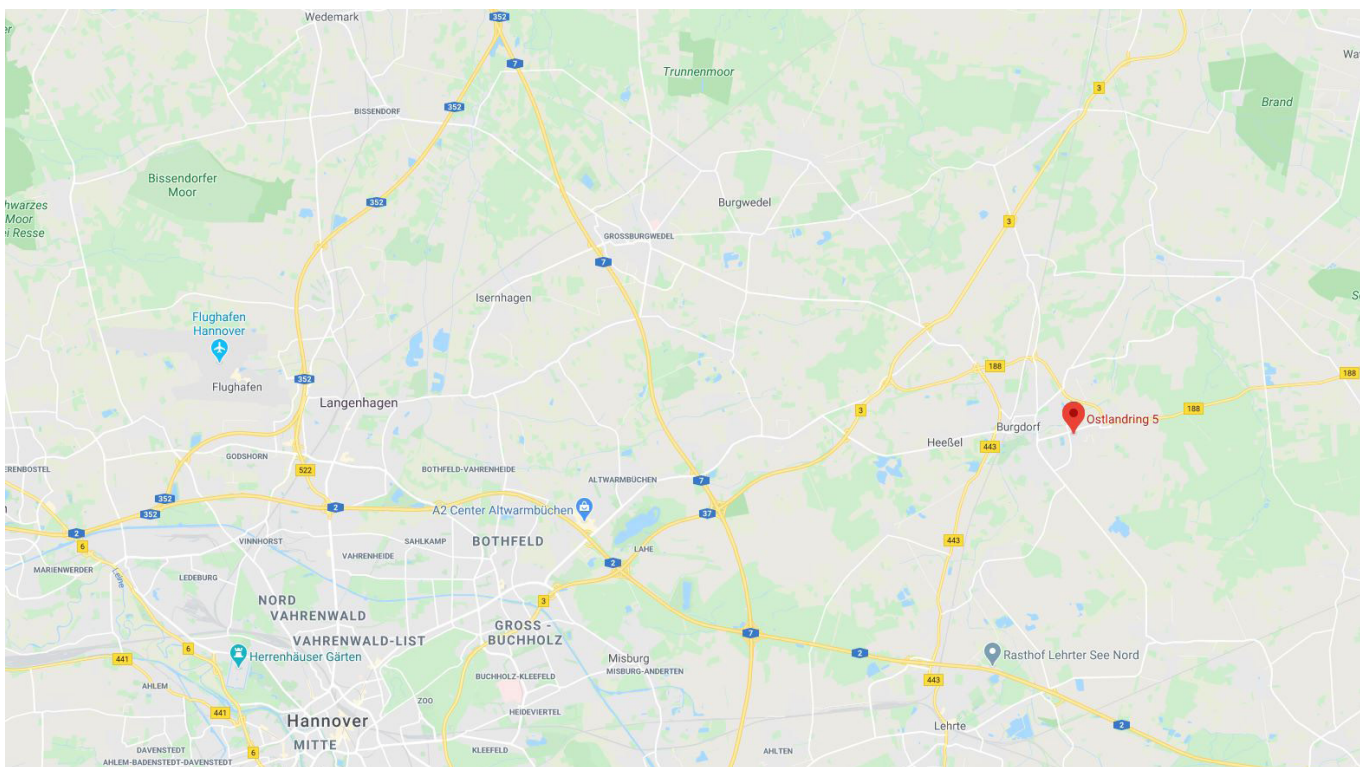 Wedemark
352
7
Trunnenmoor
3
Brand
BISSENDORF
352
Bissendorfer
Moor
352
Burgwedel
hwarzes
Moor
ei Resse
3
GROSSBURGWEDEL
7
Isernhagen
Flughafen
Hannover
Flughafen
352
Langenhagen
188
188
188
3
Ostlandring 5
Burgdorf
Heeßel
443
GODSHORN
ERENBOSTEL
522
BOTHFELD-VAHRENHEIDE
ALTWARMBÜCHEN
7
352
352
2
A2 Center Altwarmbüchen
37
2
6
VINNHORST
SAHLKAMP
BOTHFELD
LAHE
443
VAHRENHEIDE
2
MARIENWERDER
Leine
LEDEBURG
NORD
VAHRENWALD
3
GROSS -
BUCHHOLZ
7
VAHRENWALD-LIST
6
441
Herrenhäuser Gärten
Misburg
MISBURG-ANDERTEN
2
Rasthof Lehrter See Nord
443
AHLEM
BUCHHOLZ-KLEEFELD
ZOO
441
HEIDEVIERTEL
Hannover
MITTE
Lehrte
2
DAVENSTEDT
6
KLEEFELD
AHLTEN
AHLEM-BADENSTEDT-DAVENSTEDT